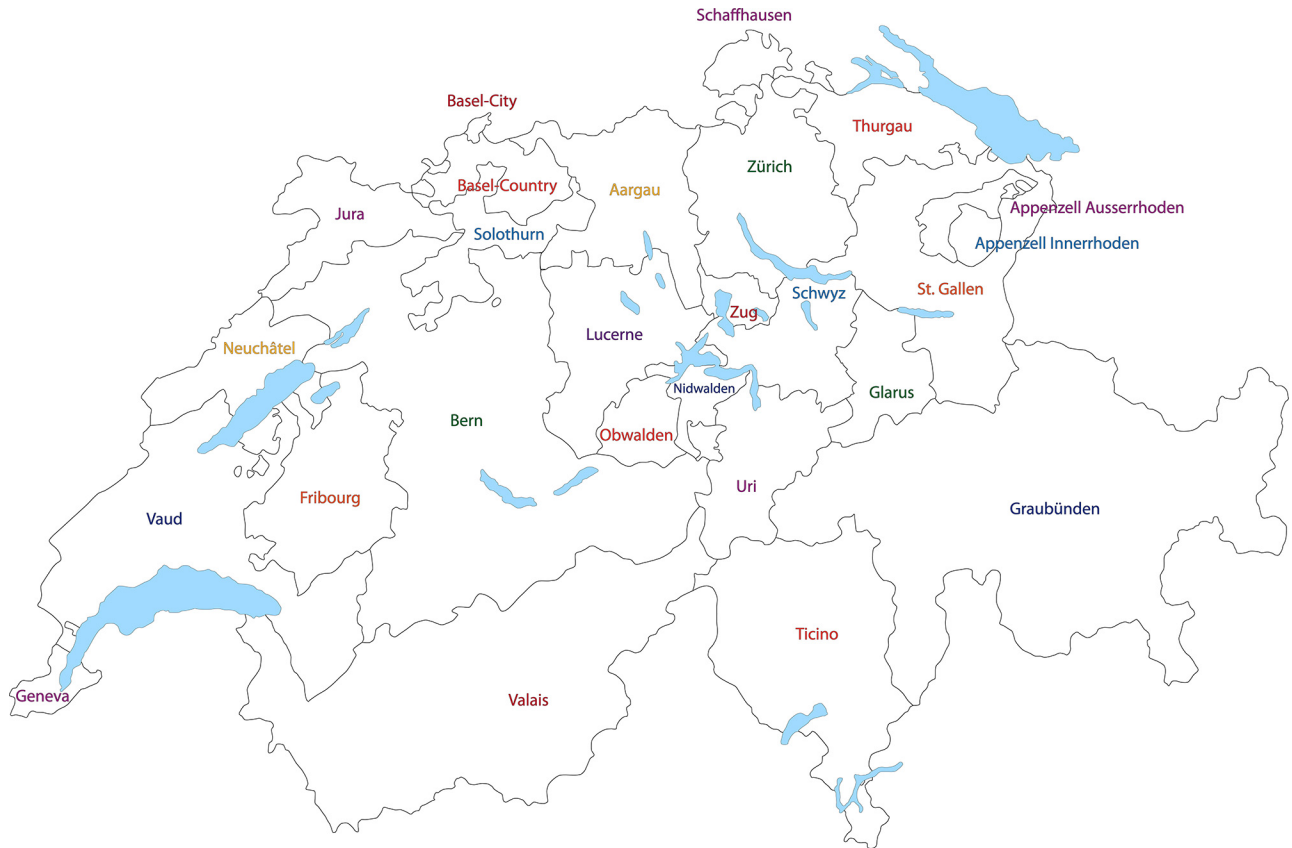 Schaffhausen
Basel-City
Thurgau
Zürich
Basel-Country
Aargau
Jura
Appenzell Ausserrhoden
Solothurn
Appenzell Innerrhoden
St. Gallen
Schwyz
Zug
Lucerne
Neuchâtel
Nidwalden
Glarus
Bern
Obwalden
Uri
Fribourg
Graubünden
Vaud
Ticino
Geneva
Valais